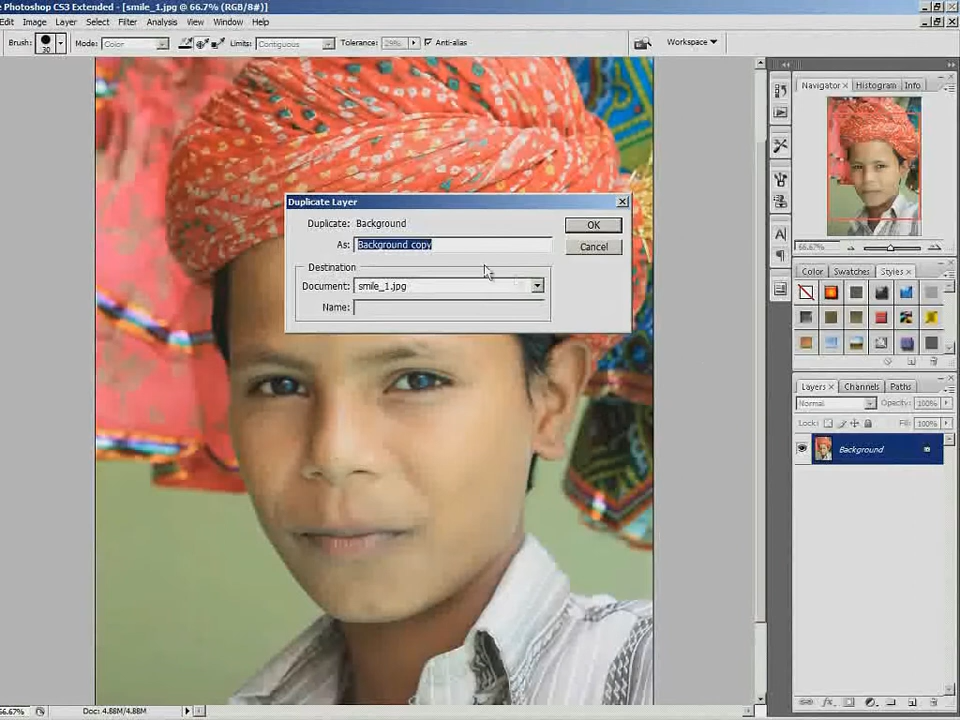 e Photoshop CS3 Extended - [smile_1.jpg @ 66.7% (RGB/8#)]
Edit Image Layer Select Filter Analysis View Window Help
Brush: 30 Mode: Color Limits: Contiguous Tolerance: 29% Anti-alias Workspace
Navigator Histogram Info
Duplicate Layer
Duplicate: Background OK
As: Background copy Cancel
66.67%
Destination
Color Swatches Styles
Document: smile_1.jpg
Name:
Layers Channels Paths
Normal Opacity: 100%
Lock: Fill: 100%
Background
66.67% Doc: 4.88M/4.88M